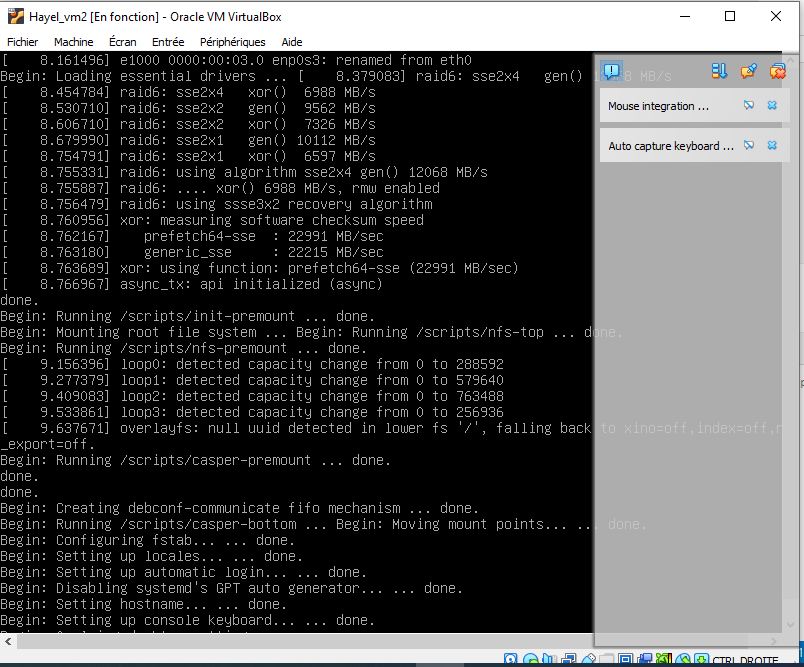 Hayel_vm2 [En fonction] - Oracle VM VirtualBox
Fichier Machine Écran Entrée Périphériques Aide
[    8.161496] e1000 0000:00:03.0 enp0s3: renamed from eth0
Begin: Loading essential drivers ... [    8.379083] raid6: sse2x4   gen() 12068 MB/s
[    8.454784] raid6: sse2x4   xor()  6988 MB/s
[    8.530710] raid6: sse2x2   gen()  9562 MB/s
[    8.606710] raid6: sse2x2   xor()  7326 MB/s
[    8.679990] raid6: sse2x1   gen() 10112 MB/s
[    8.754791] raid6: sse2x1   xor()  6597 MB/s
[    8.755331] raid6: using algorithm sse2x4 gen() 12068 MB/s
[    8.755887] raid6: .... xor() 6988 MB/s, rmw enabled
[    8.756479] raid6: using ssse3x2 recovery algorithm
[    8.760956] xor: measuring software checksum speed
[    8.762167]    prefetch64-sse  : 22991 MB/sec
[    8.763180]    generic_sse     : 22215 MB/sec
[    8.763689] xor: using function: prefetch64-sse (22991 MB/sec)
[    8.766967] async_tx: api initialized (async)
done.
Begin: Running /scripts/init-premount ... done.
Begin: Mounting root file system ... Begin: Running /scripts/nfs-top ... done.
Begin: Running /scripts/nfs-premount ... done.
[    9.156396] loop0: detected capacity change from 0 to 288592
[    9.277379] loop1: detected capacity change from 0 to 579640
[    9.409083] loop2: detected capacity change from 0 to 763488
[    9.533861] loop3: detected capacity change from 0 to 256936
[    9.637671] overlayfs: null uuid detected in lower fs '/', falling back to xino=off,index=off,n
_export=off.
Begin: Running /scripts/casper-premount ... done.
done.
done.
Begin: Creating debconf-communicate fifo mechanism ... done.
Begin: Running /scripts/casper-bottom ... Begin: Moving mount points... ... done.
Begin: Configuring fstab... ... done.
Begin: Setting up locales... ... done.
Begin: Setting up automatic login... ... done.
Begin: Disabling systemd's GPT auto generator... ... done.
Begin: Setting hostname... ... done.
Begin: Setting up console keyboard... ... done.
Mouse integration ...
Auto capture keyboard ...
CTRL DROITE